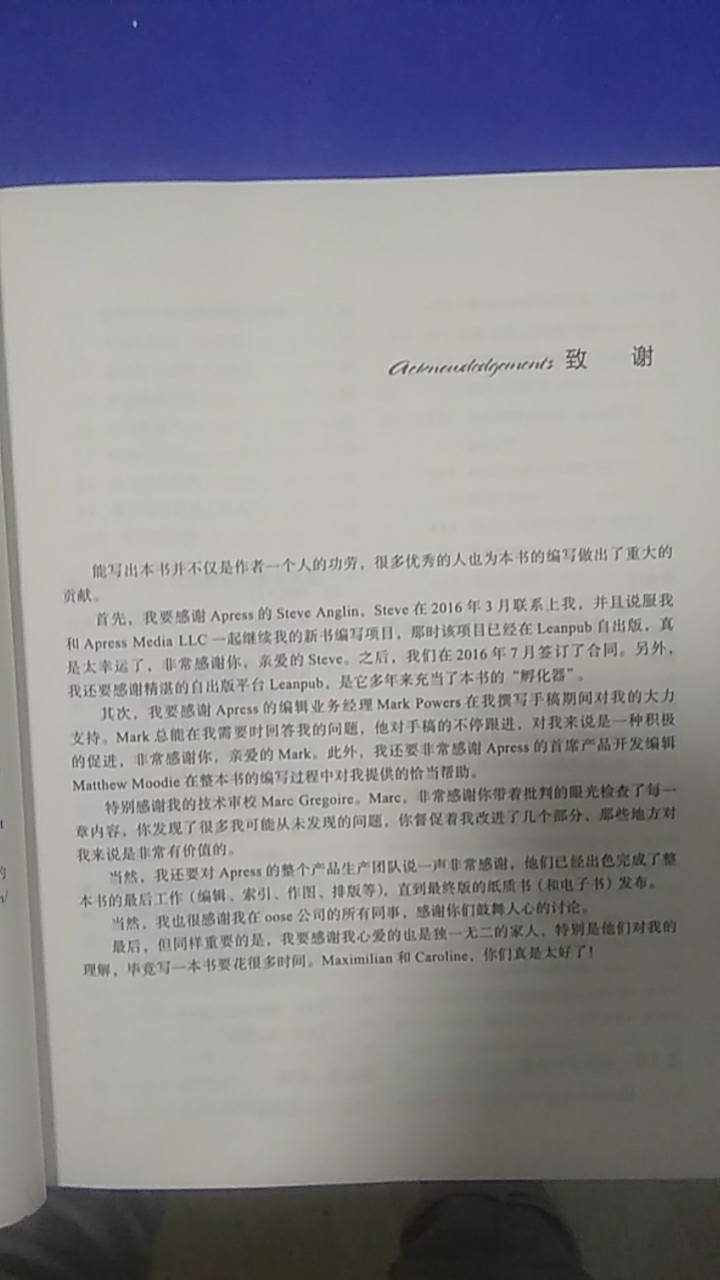 Acknowledgements 致 谢
能写出本书并不仅是作者一个人的功劳，很多优秀的人也为本书的编写做出了重大的
贡献。
首先，我要感谢 Apress 的 Steve Anglin，Steve 在 2016 年 3 月联系上我，并且说服我
和 Apress Media LLC 一起继续我的新书编写项目，那时该项目已经在 Leanpub 自出版，真
是太幸运了，非常感谢你，亲爱的 Steve。之后，我们在 2016 年 7 月签订了合同。另外，
我还要感谢精湛的自出版平台 Leanpub，是它多年来充当了本书的“孵化器”。
其次，我要感谢 Apress 的编辑业务经理 Mark Powers 在我撰写手稿期间对我的大力
支持。Mark 总能在我需要时回答我的问题，他对手稿的不停跟进，对我来说是一种积极
的促进，非常感谢你，亲爱的 Mark。此外，我还要非常感谢 Apress 的首席产品开发编辑
Matthew Moodie 在整本书的编写过程中对我提供的恰当帮助。
特别感谢我的技术审校 Marc Gregoire。Marc，非常感谢你带着批判的眼光检查了每一
章内容，你发现了很多我可能从未发现的问题，你督促着我改进了几个部分，那些地方对
我来说是非常有价值的。
当然，我还要对 Apress 的整个产品生产团队说一声非常感谢，他们已经出色完成了整
本书的最后工作（编辑、索引、作图、排版等），直到最终版的纸质书（和电子书）发布。
当然，我也很感谢我在 oose 公司的所有同事，感谢你们鼓舞人心的讨论。
最后，但同样重要的是，我要感谢我心爱的也是独一无二的家人，特别是他们对我的
理解，毕竟写一本书要花很多时间。Maximilian 和 Caroline，你们真是太好了！